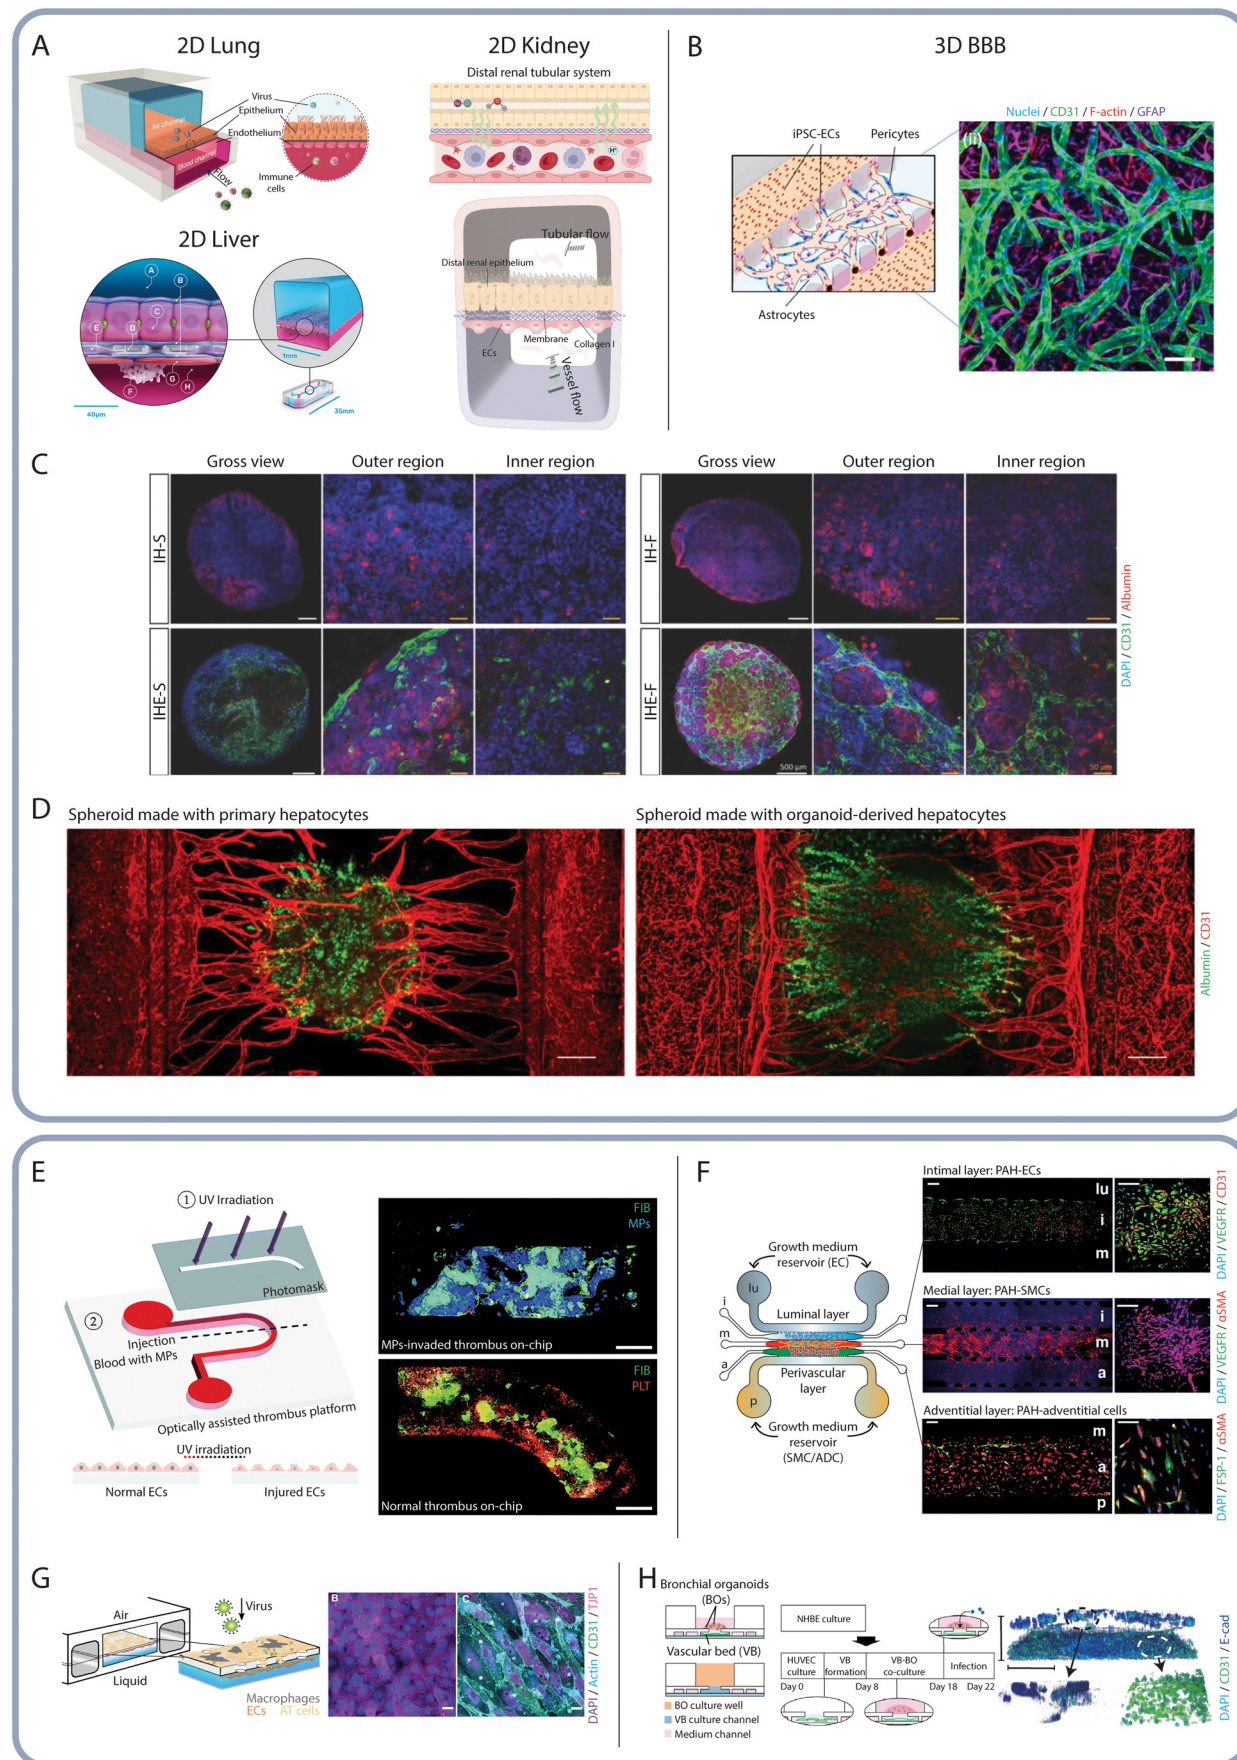 A
2D Lung
Virus
Epithelium
Endothelium
Air channel
Blood channel
Flow
Immune
cells
2D Liver
A
B
C
E
D
G
H
F
40μm
1mm
35mm
2D Kidney
Distal renal tubular system
H⁺
Tubular flow
Distal renal epithelium
Membrane
ECs
Collagen I
Vessel flow
B
3D BBB
Nuclei / CD31 / F-actin / GFAP
iPSC-ECs
Pericytes
Astrocytes
(ii)
C
Gross view
Outer region
Inner region
Gross view
Outer region
Inner region
IH-S
IH-F
IHE-S
IHE-F
500 μm
50 μm
DAPI / CD31 / Albumin
D
Spheroid made with primary hepatocytes
Spheroid made with organoid-derived hepatocytes
Albumin / CD31
E
1 UV Irradiation
Photomask
2
Injection
Blood with MPs
Optically assisted thrombus platform
UV irradiation
Normal ECs
Injured ECs
FIB
MPs
MPs-invaded thrombus on-chip
FIB
PLT
Normal thrombus on-chip
F
Growth medium
reservoir (EC)
lu
Luminal layer
i
m
a
Perivascular
layer
p
Growth medium
reservoir
(SMC/ADC)
Intimal layer: PAH-ECs
lu
i
m
DAPI / VEGFR / CD31
Medial layer: PAH-SMCs
i
m
a
DAPI / VEGFR / αSMA
Adventitial layer: PAH-adventitial cells
m
a
p
DAPI / FSP-1 / αSMA
G
Air
Virus
Liquid
Macrophages
ECs
AT cells
B
C
DAPI / Actin / CD31 / TJP1
H
Bronchial organoids
(BOs)
Vascular bed (VB)
BO culture well
VB culture channel
Medium channel
NHBE culture
HUVEC
culture
VB
formation
VB-BO
co-culture
Infection
Day 0
Day 8
Day 18
Day 22
DAPI / CD31 / E-cad